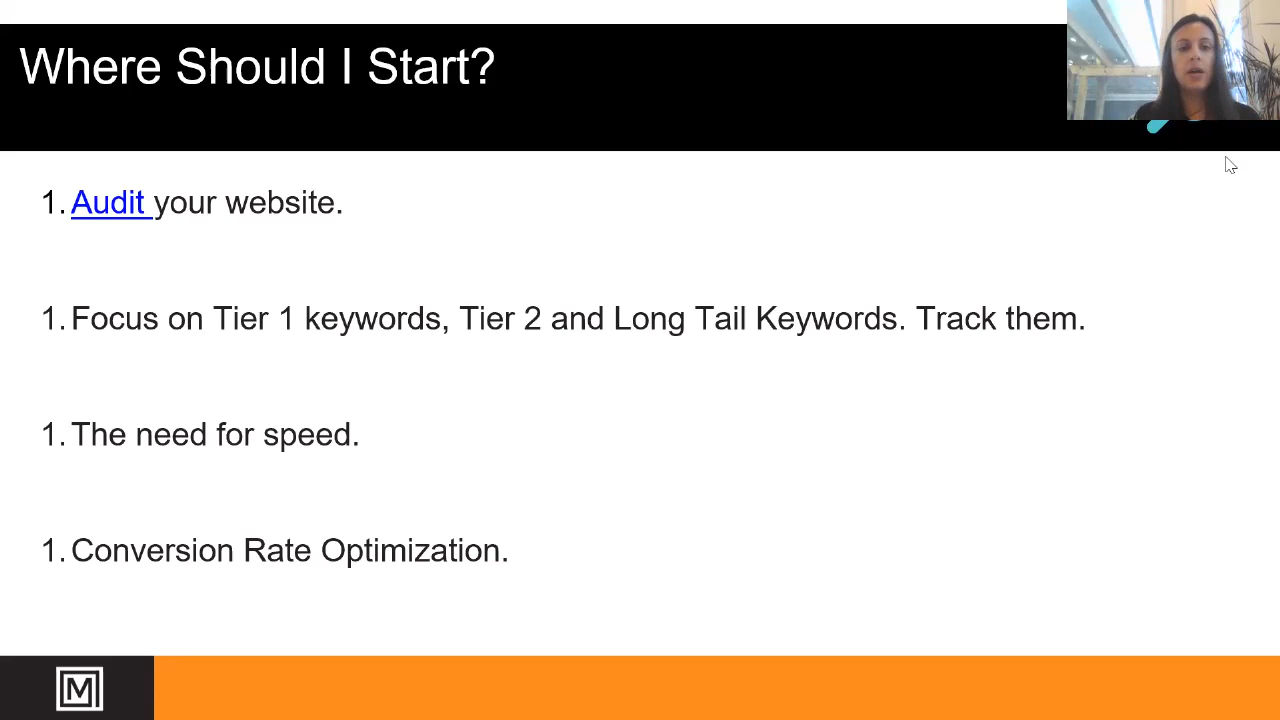 Where Should I Start?
1. Audit your website.
1. Focus on Tier 1 keywords, Tier 2 and Long Tail Keywords. Track them.
1. The need for speed.
1. Conversion Rate Optimization.
M